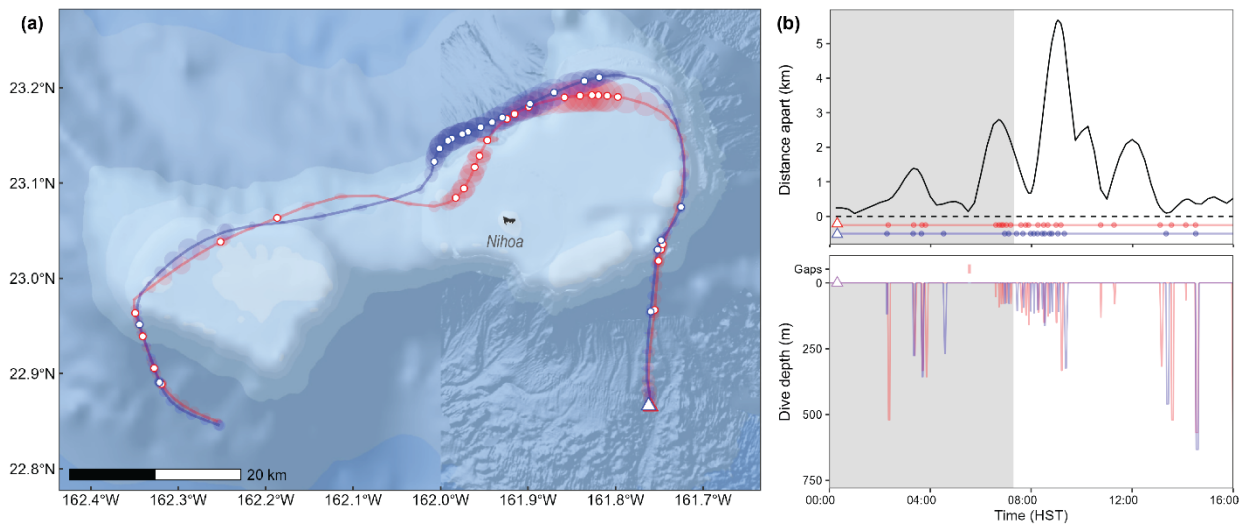 (a)
23.2°N
23.1°N
23.0°N
22.9°N
22.8°N
Nihoa
20 km
162.4°W 162.3°W 162.2°W 162.1°W 162.0°W 161.9°W 161.8°W 161.7°W
(b)
Distance apart (km)
5
4
3
2
1
0
Dive depth (m)
Gaps
0
250
500
750
00:00 04:00 08:00 12:00 16:00
Time (HST)